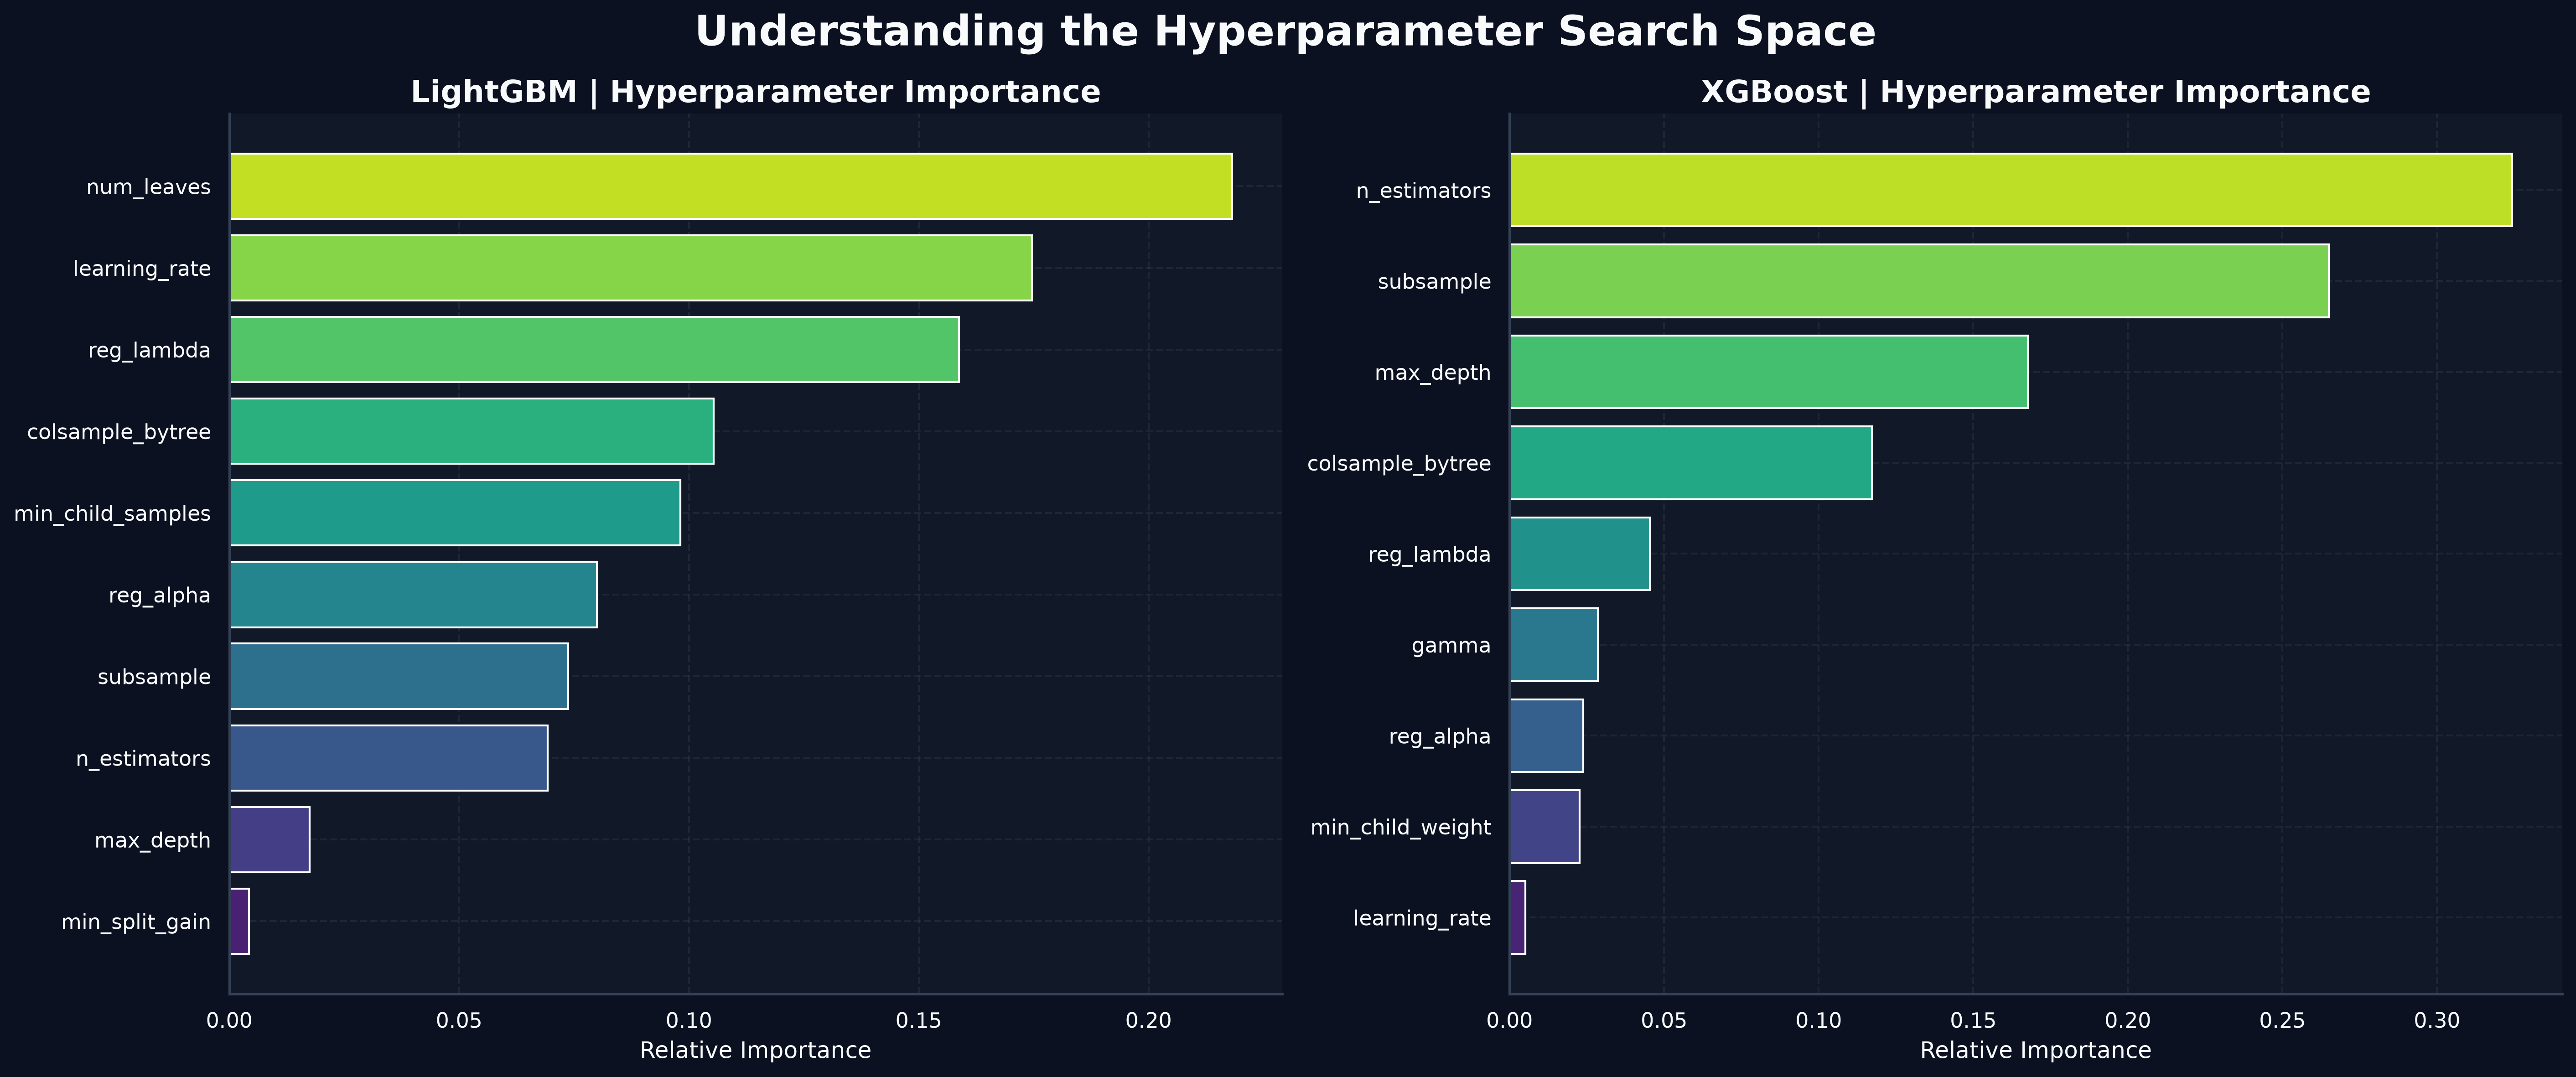 Understanding the Hyperparameter Search Space
LightGBM | Hyperparameter Importance
num_leaves
learning_rate
reg_lambda
colsample_bytree
min_child_samples
reg_alpha
subsample
n_estimators
max_depth
min_split_gain
0.00 0.05 0.10 0.15 0.20
Relative Importance
XGBoost | Hyperparameter Importance
n_estimators
subsample
max_depth
colsample_bytree
reg_lambda
gamma
reg_alpha
min_child_weight
learning_rate
0.00 0.05 0.10 0.15 0.20 0.25 0.30
Relative Importance